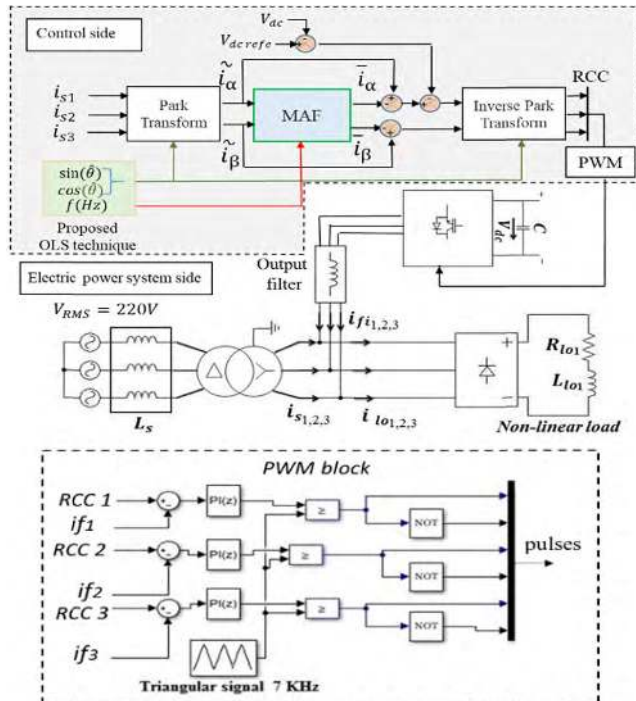 Control side
V_dc
V_dc refe
i_s1
i_s2
i_s3
Park
Transform
ĩ_α
ĩ_β
MAF
i̅_α
i̅_β
Inverse Park
Transform
RCC
PWM
sin(θ̂)
cos(θ̂)
f(Hz)
Proposed
OLS technique
Electric power system side
Output
filter
V_dc
C
V_RMS = 220V
i_fi1,2,3
L_s
Δ
i_s1,2,3
i_lo1,2,3
+
−
R_lo1
L_lo1
Non-linear load
PWM block
RCC 1
if1
PI(z)
≥
NOT
RCC 2
if2
PI(z)
≥
NOT
RCC 3
if3
PI(z)
≥
NOT
pulses
Triangular signal 7 KHz